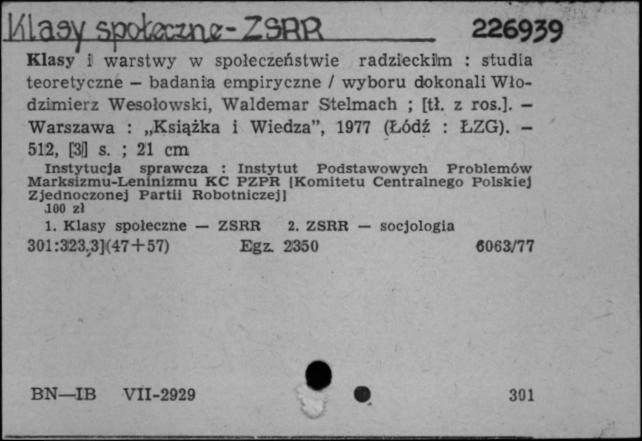 Klasy społeczne - ZSRR 226939
Klasy i warstwy w społeczeństwie radzieckim : studia
teoretyczne — badania empiryczne / wyboru dokonali Wło-
dzimierz Wesołowski, Waldemar Stelmach ; [tł. z ros.]. —
Warszawa : „Książka i Wiedza”, 1977 (Łódź : ŁZG). —
512, [3] s. ; 21 cm
Instytucja sprawcza : Instytut Podstawowych Problemów
Marksizmu-Leninizmu KC PZPR [Komitetu Centralnego Polskiej
Zjednoczonej Partii Robotniczej]
100 zł
1. Klasy społeczne — ZSRR 2. ZSRR — socjologia
301:323.3](47+57) Egz. 2350 6063/77
BN—IB VII-2929 301